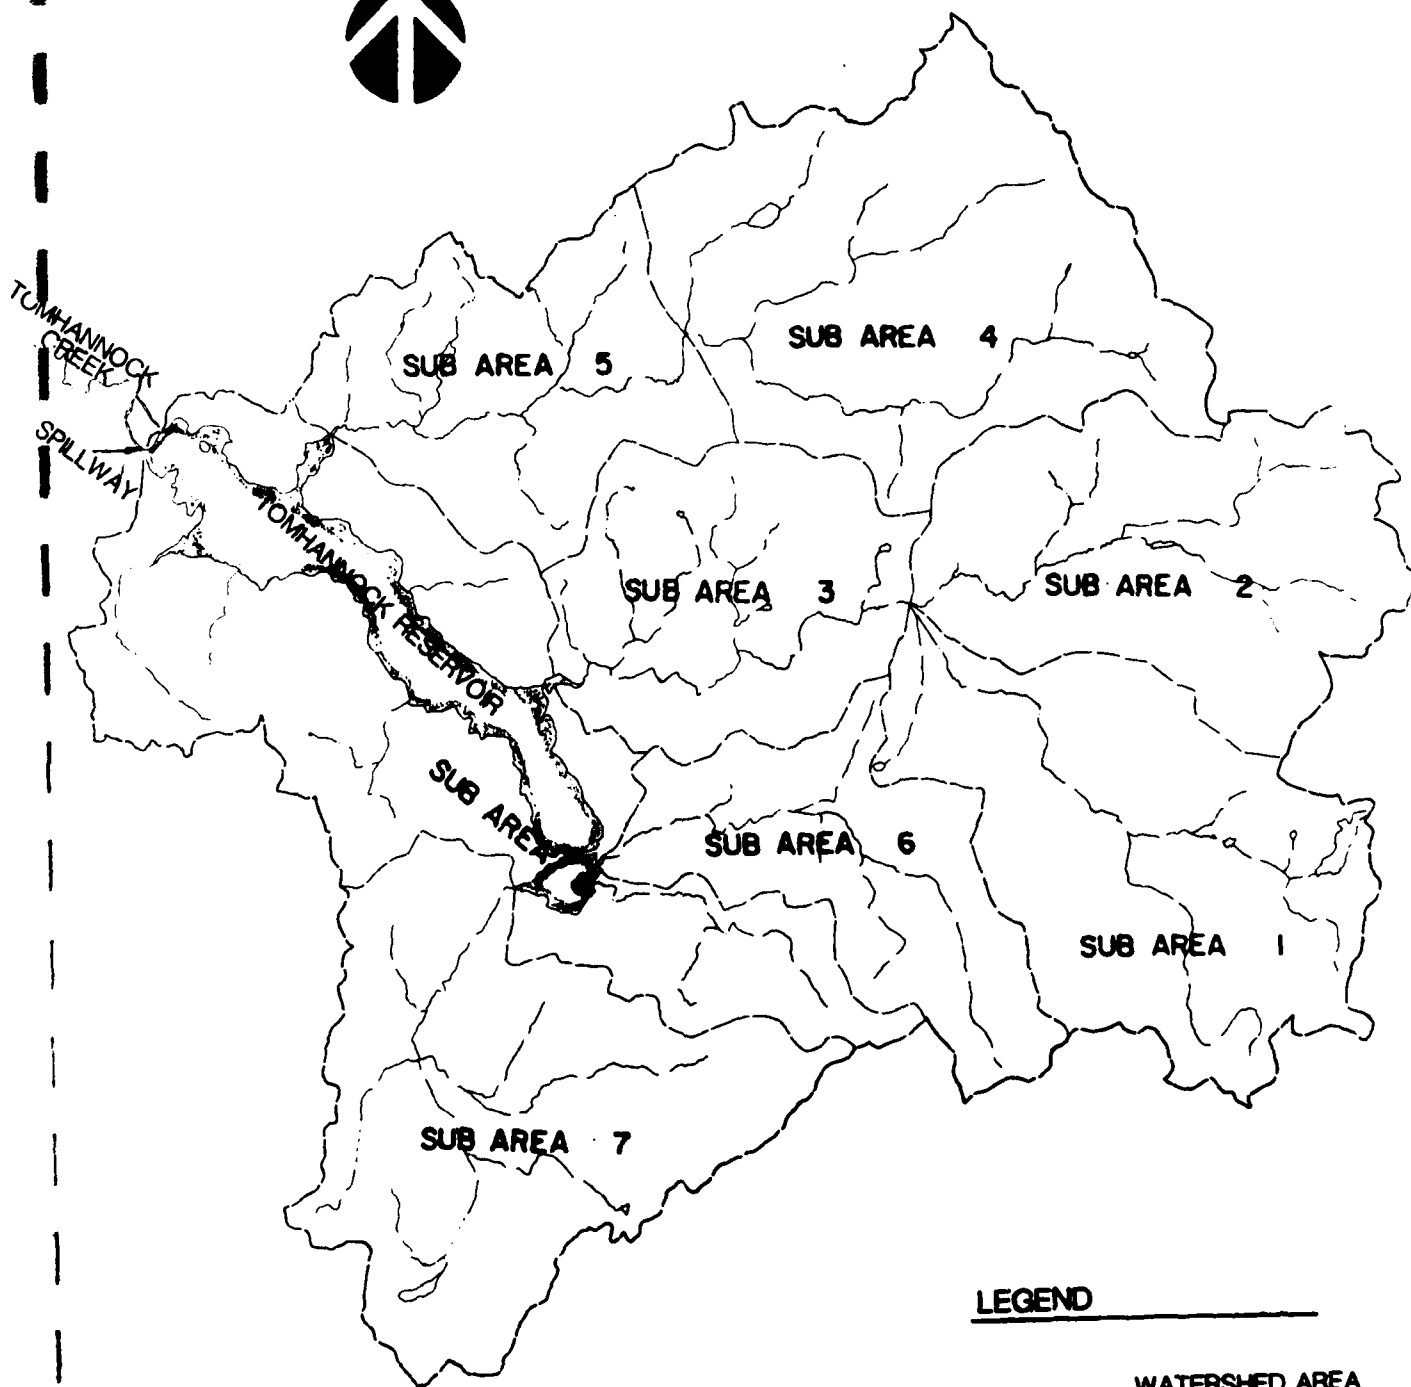 SUB AREA 4
TOMHANNOCK
CREEK
SUB AREA 5
SPILLWAY
TOMHANNOCK RESERVOIR
SUB AREA 3
SUB AREA 2
SUB AREA
SUB AREA 6
SUB AREA 1
SUB AREA 7
LEGEND
WATERSHED AREA